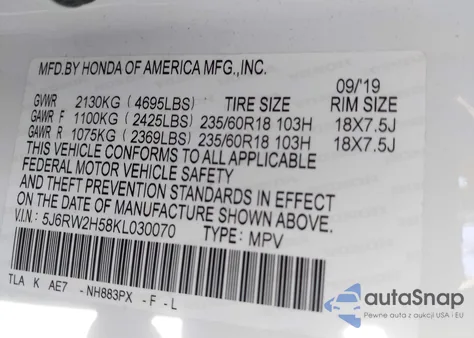 MFD.BY HONDA OF AMERICA MFG.,INC.
09/'19
GVWR 2130KG (4695LBS) TIRE SIZE RIM SIZE
GAWR F 1100KG (2425LBS) 235/60R18 103H 18X7.5J
GAWR R 1075KG (2369LBS) 235/60R18 103H 18X7.5J
THIS VEHICLE CONFORMS TO ALL APPLICABLE
FEDERAL MOTOR VEHICLE SAFETY
AND THEFT PREVENTION STANDARDS IN EFFECT
ON THE DATE OF MANUFACTURE SHOWN ABOVE.
5J6RW2H58KL030070 TYPE: MPV
TLA K AE7 -NH883PX -F -L
autoSnap
Pewne auta z aukcji USA i EU